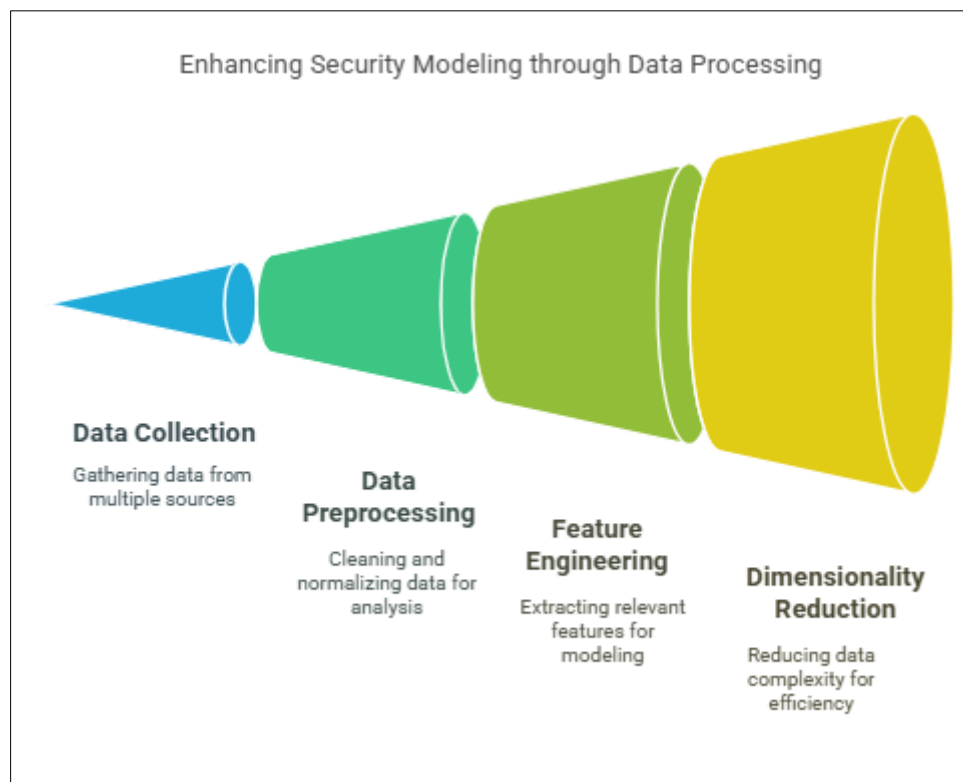 Enhancing Security Modeling through Data Processing
Data Collection
Gathering data from
multiple sources
Data
Preprocessing
Cleaning and
normalizing data for
analysis
Feature
Engineering
Extracting relevant
features for
modeling
Dimensionality
Reduction
Reducing data
complexity for
efficiency